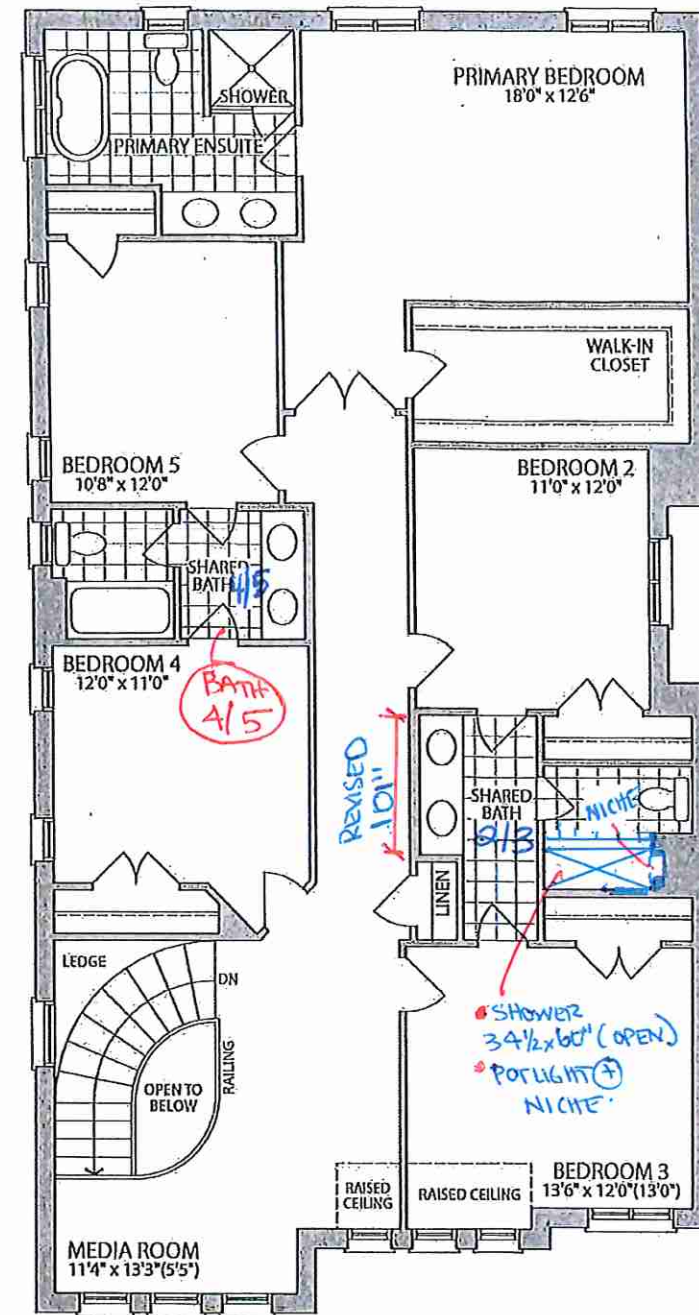 SHOWER
PRIMARY BEDROOM
18'0" x 12'6"
PRIMARY ENSUITE
WALK-IN
CLOSET
BEDROOM 5
10'8" x 12'0"
BEDROOM 2
11'0" x 12'0"
SHARED
BATH
4/5
BEDROOM 4
12'0" x 11'0"
BATH
4/5
REVISED
101"
SHARED
BATH
2/3
NICHE
LINEN
LEDGE
DN
RAILING
OPEN TO
BELOW
SHOWER
34 1/2 x 60" (OPEN)
POTLIGHT +
NICHE
RAISED
CEILING
RAISED CEILING
BEDROOM 3
13'6" x 12'0"(13'0")
MEDIA ROOM
11'4" x 13'3"(5'5")